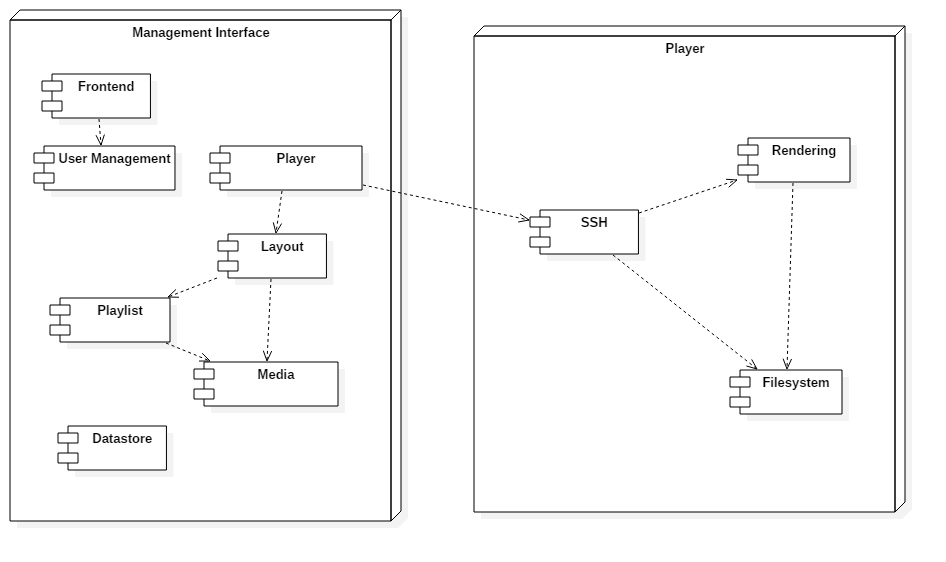 Management Interface
Frontend
User Management
Player
Layout
Playlist
Media
Datastore
Player
Rendering
SSH
Filesystem